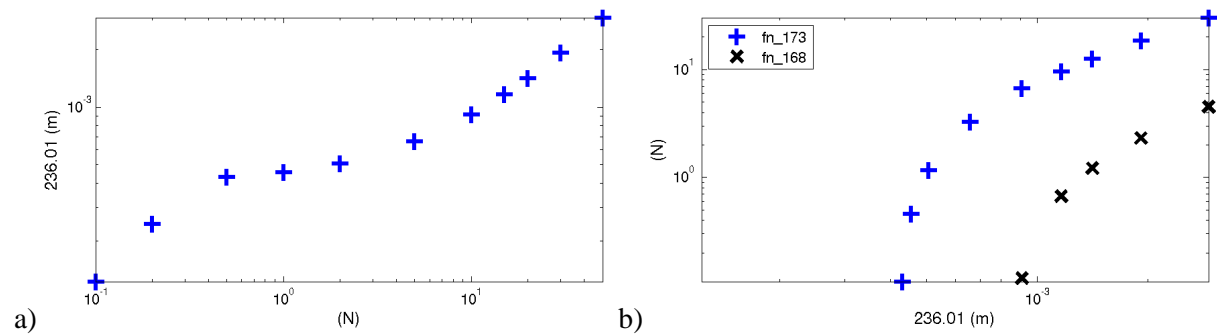 10⁻³
236.01 (m)
10⁻¹
10⁰
10¹
(N)
a)
fn_173
fn_168
10¹
10⁰
(N)
10⁻³
236.01 (m)
b)